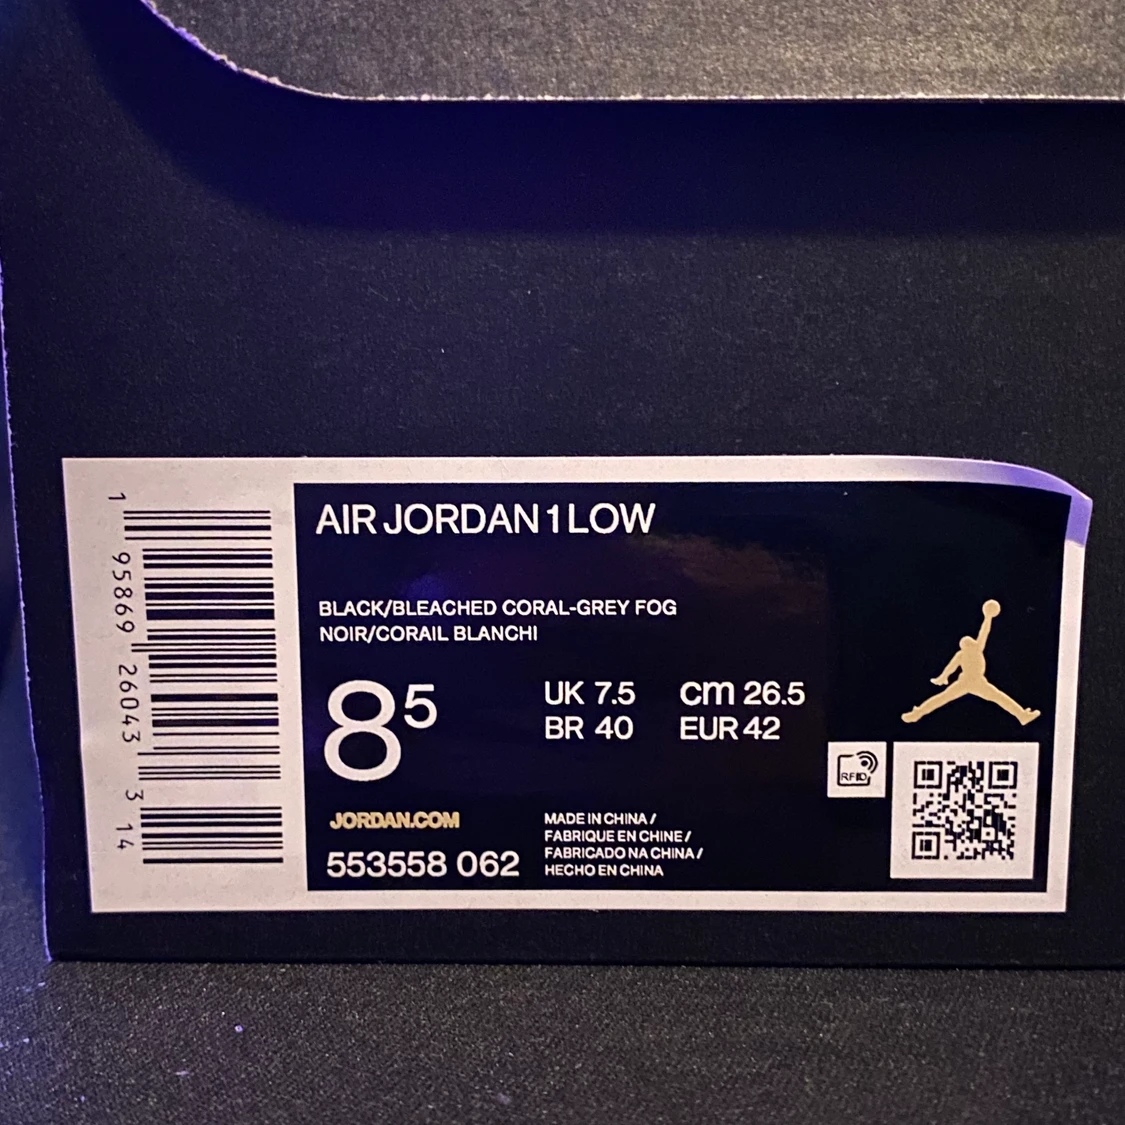 AIR JORDAN 1 LOW
BLACK/BLEACHED CORAL-GREY FOG
NOIR/CORAIL BLANCHI
8 5
UK 7.5 cm 26.5
BR 40 EUR 42
JORDAN.COM
553558 062
MADE IN CHINA /
FABRIQUE EN CHINE /
FABRICADO NA CHINA /
HECHO EN CHINA
RFID
1 95869 26043 3 14